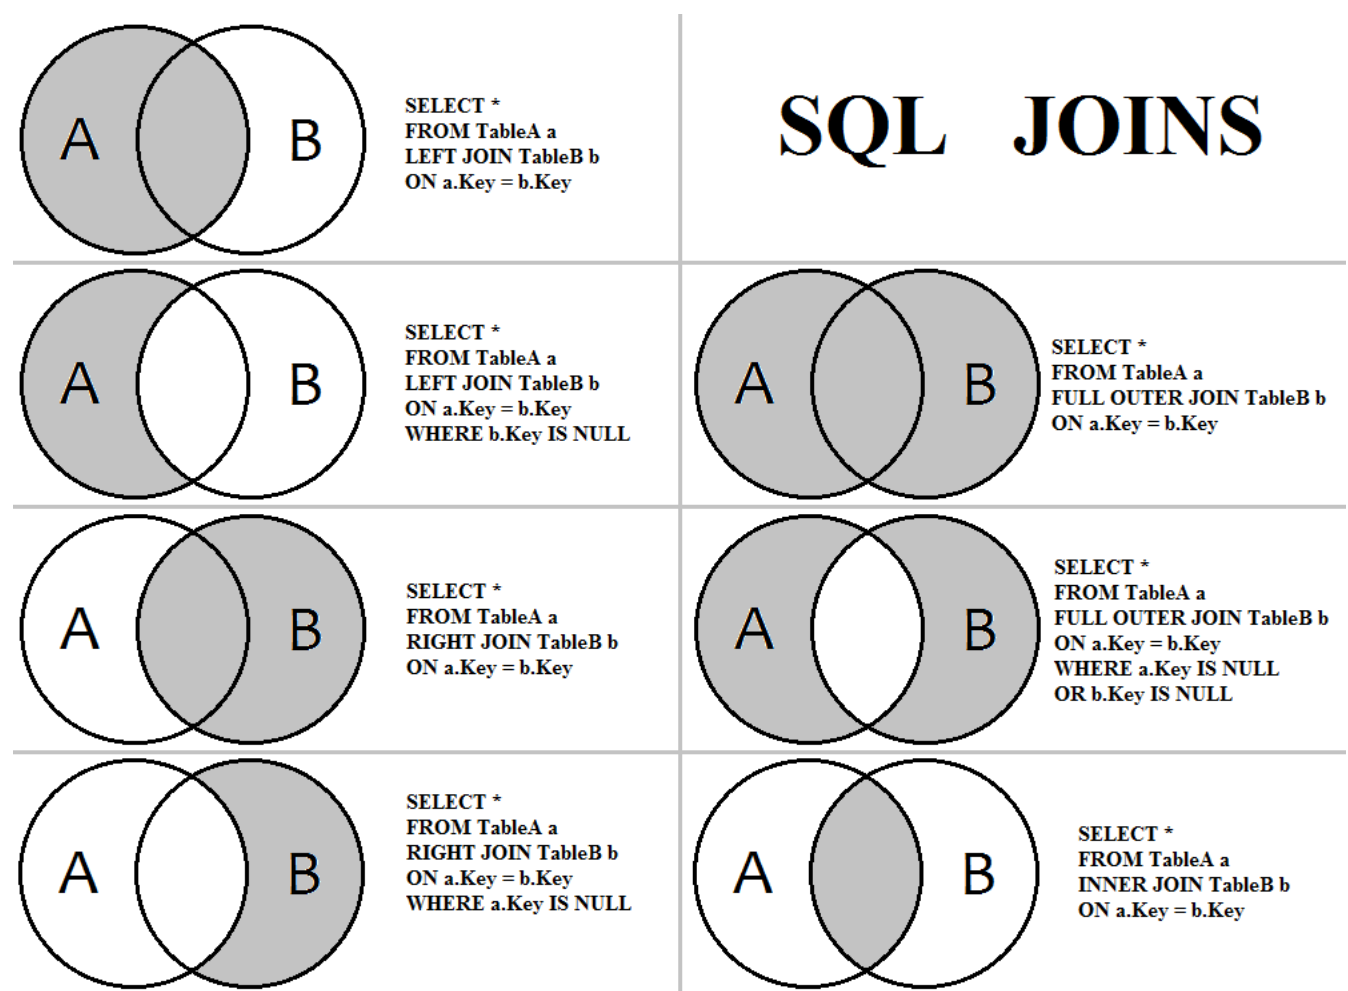 A
B
SELECT *
FROM TableA a
LEFT JOIN TableB b
ON a.Key = b.Key
SQL JOINS
A
B
SELECT *
FROM TableA a
LEFT JOIN TableB b
ON a.Key = b.Key
WHERE b.Key IS NULL
A
B
SELECT *
FROM TableA a
FULL OUTER JOIN TableB b
ON a.Key = b.Key
A
B
SELECT *
FROM TableA a
RIGHT JOIN TableB b
ON a.Key = b.Key
A
B
SELECT *
FROM TableA a
FULL OUTER JOIN TableB b
ON a.Key = b.Key
WHERE a.Key IS NULL
OR b.Key IS NULL
A
B
SELECT *
FROM TableA a
RIGHT JOIN TableB b
ON a.Key = b.Key
WHERE a.Key IS NULL
A
B
SELECT *
FROM TableA a
INNER JOIN TableB b
ON a.Key = b.Key